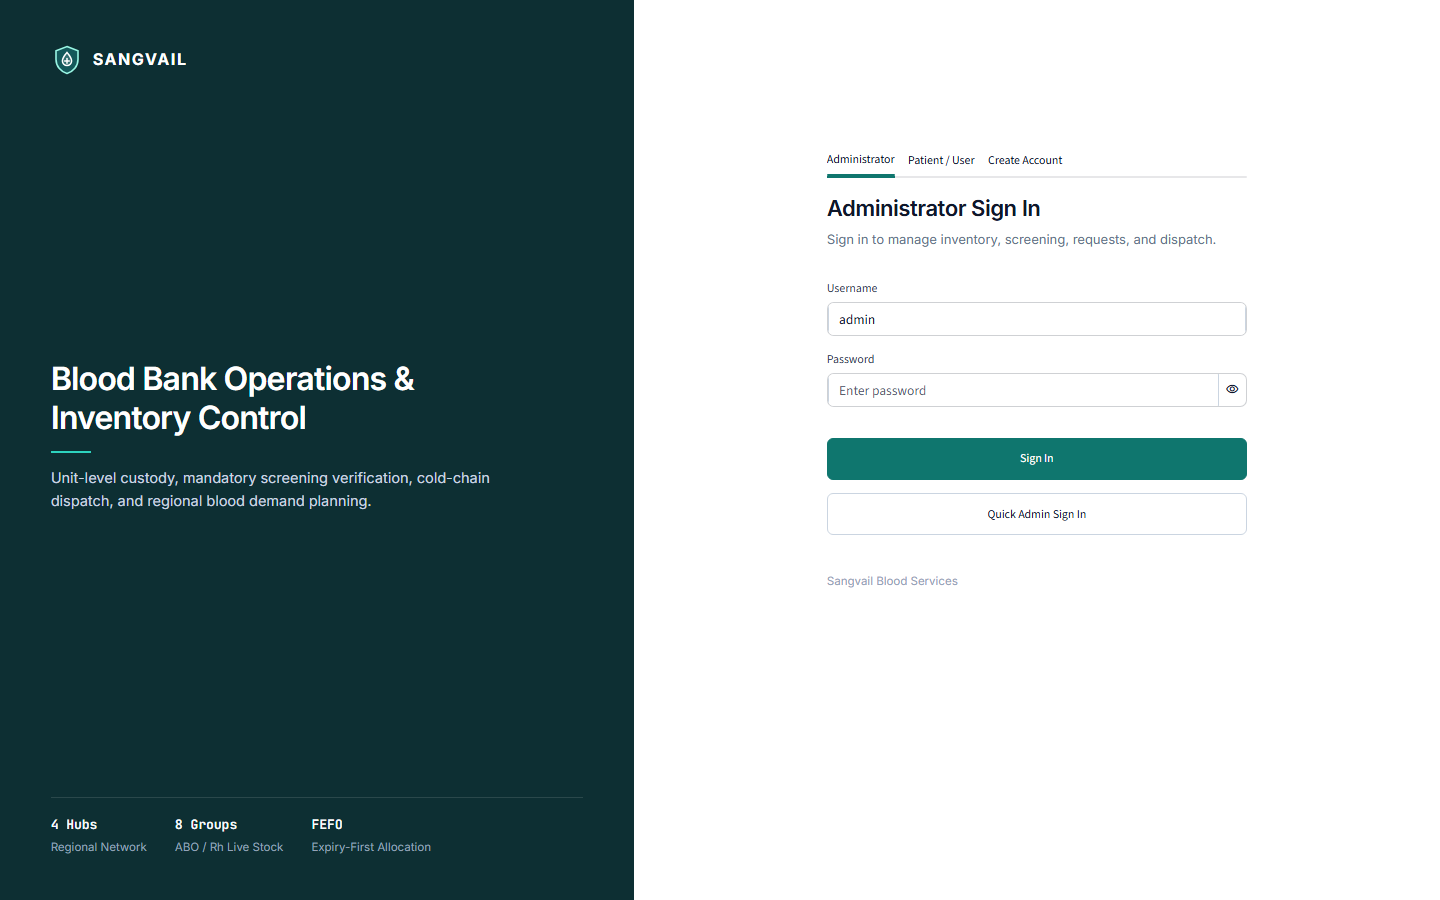 SANGVAIL
Blood Bank Operations &
Inventory Control
Unit-level custody, mandatory screening verification, cold-chain
dispatch, and regional blood demand planning.
4 Hubs
Regional Network
8 Groups
ABO / Rh Live Stock
FEFO
Expiry-First Allocation
Administrator
Patient / User
Create Account
Administrator Sign In
Sign in to manage inventory, screening, requests, and dispatch.
Username
admin
Password
Enter password
Sign In
Quick Admin Sign In
Sangvail Blood Services